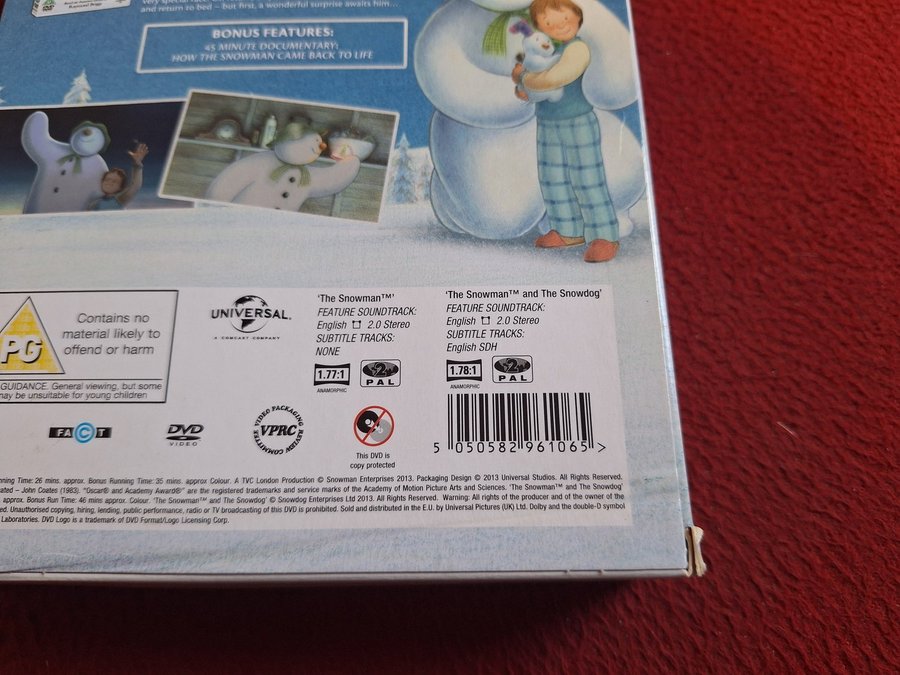 and return to bed – but first, a wonderful surprise awaits him...
BONUS FEATURES:
45 MINUTE DOCUMENTARY:
HOW THE SNOWMAN CAME BACK TO LIFE
PG
Contains no
material likely to
offend or harm
GUIDANCE. General viewing, but some
may be unsuitable for young children
UNIVERSAL
A COMCAST COMPANY
'The Snowman™'
FEATURE SOUNDTRACK:
English 2.0 Stereo
SUBTITLE TRACKS:
NONE
1.77:1
ANAMORPHIC
2
PAL
'The Snowman™ and The Snowdog'
FEATURE SOUNDTRACK:
English 2.0 Stereo
SUBTITLE TRACKS:
English SDH
1.78:1
ANAMORPHIC
2
PAL
FACT
DVD
VIDEO
VIDEO PACKAGING REVIEW COMMITTEE
VPRC
This DVD is
copy protected
5 050582 961065 >
Time: 26 mins. approx. Bonus Running Time: 35 mins. approx Colour. A TVC London Production © Snowman Enterprises 2013. Packaging Design © 2013 Universal Studios. All Rights Reserved.
– John Coates (1983). "Oscar® and Academy Award®" are the registered trademarks and service marks of the Academy of Motion Picture Arts and Sciences. 'The Snowman™ and The Snowdog'
approx. Bonus Run Time: 46 mins approx. Colour. 'The Snowman™ and The Snowdog' © Snowdog Enterprises Ltd 2013. All Rights Reserved. Warning: All rights of the producer and of the owner of the
Unauthorised copying, hiring, lending, public performance, radio or TV broadcasting of this DVD is prohibited. Sold and distributed in the E.U. by Universal Pictures (UK) Ltd. Dolby and the double-D symbol
Laboratories. DVD Logo is a trademark of DVD Format/Logo Licensing Corp.